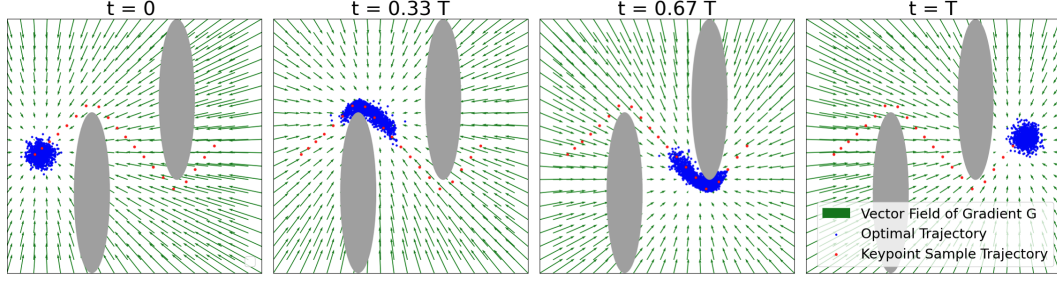 t = 0
t = 0.33 T
t = 0.67 T
t = T
Vector Field of Gradient G
Optimal Trajectory
Keypoint Sample Trajectory